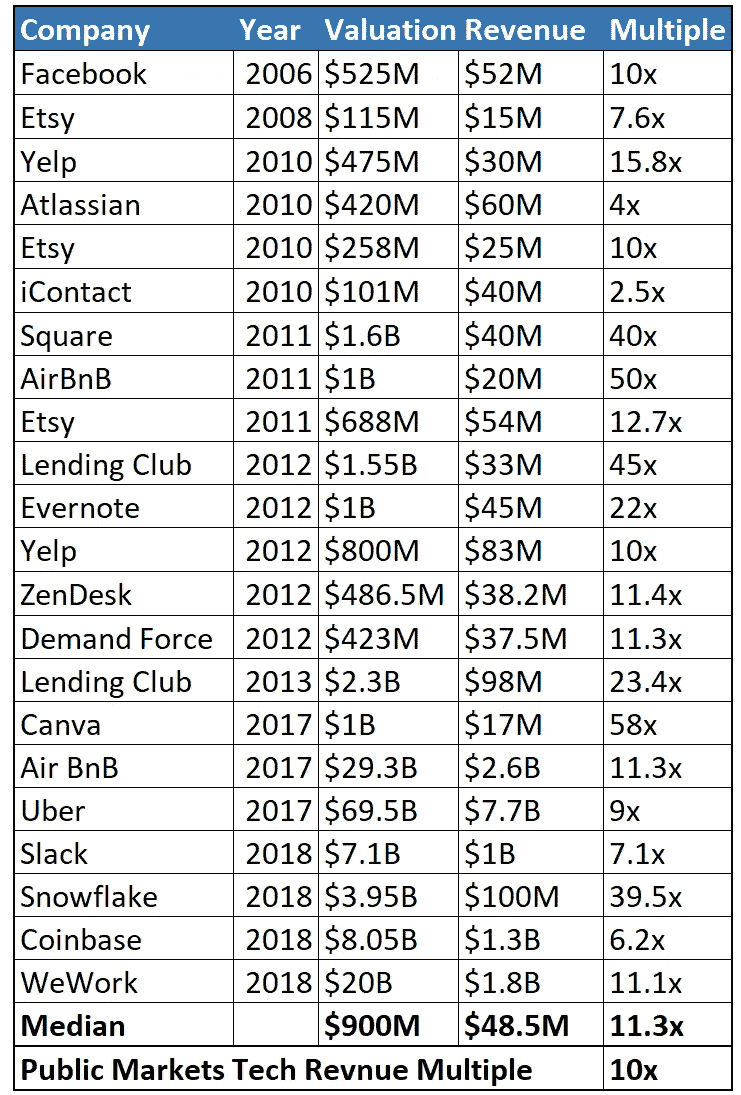 Company Year Valuation Revenue Multiple
Facebook 2006 $525M $52M 10x
Etsy 2008 $115M $15M 7.6x
Yelp 2010 $475M $30M 15.8x
Atlassian 2010 $420M $60M 4x
Etsy 2010 $258M $25M 10x
iContact 2010 $101M $40M 2.5x
Square 2011 $1.6B $40M 40x
AirBnB 2011 $1B $20M 50x
Etsy 2011 $688M $54M 12.7x
Lending Club 2012 $1.55B $33M 45x
Evernote 2012 $1B $45M 22x
Yelp 2012 $800M $83M 10x
ZenDesk 2012 $486.5M $38.2M 11.4x
Demand Force 2012 $423M $37.5M 11.3x
Lending Club 2013 $2.3B $98M 23.4x
Canva 2017 $1B $17M 58x
Air BnB 2017 $29.3B $2.6B 11.3x
Uber 2017 $69.5B $7.7B 9x
Slack 2018 $7.1B $1B 7.1x
Snowflake 2018 $3.95B $100M 39.5x
Coinbase 2018 $8.05B $1.3B 6.2x
WeWork 2018 $20B $1.8B 11.1x
Median $900M $48.5M 11.3x
Public Markets Tech Revnue Multiple 10x